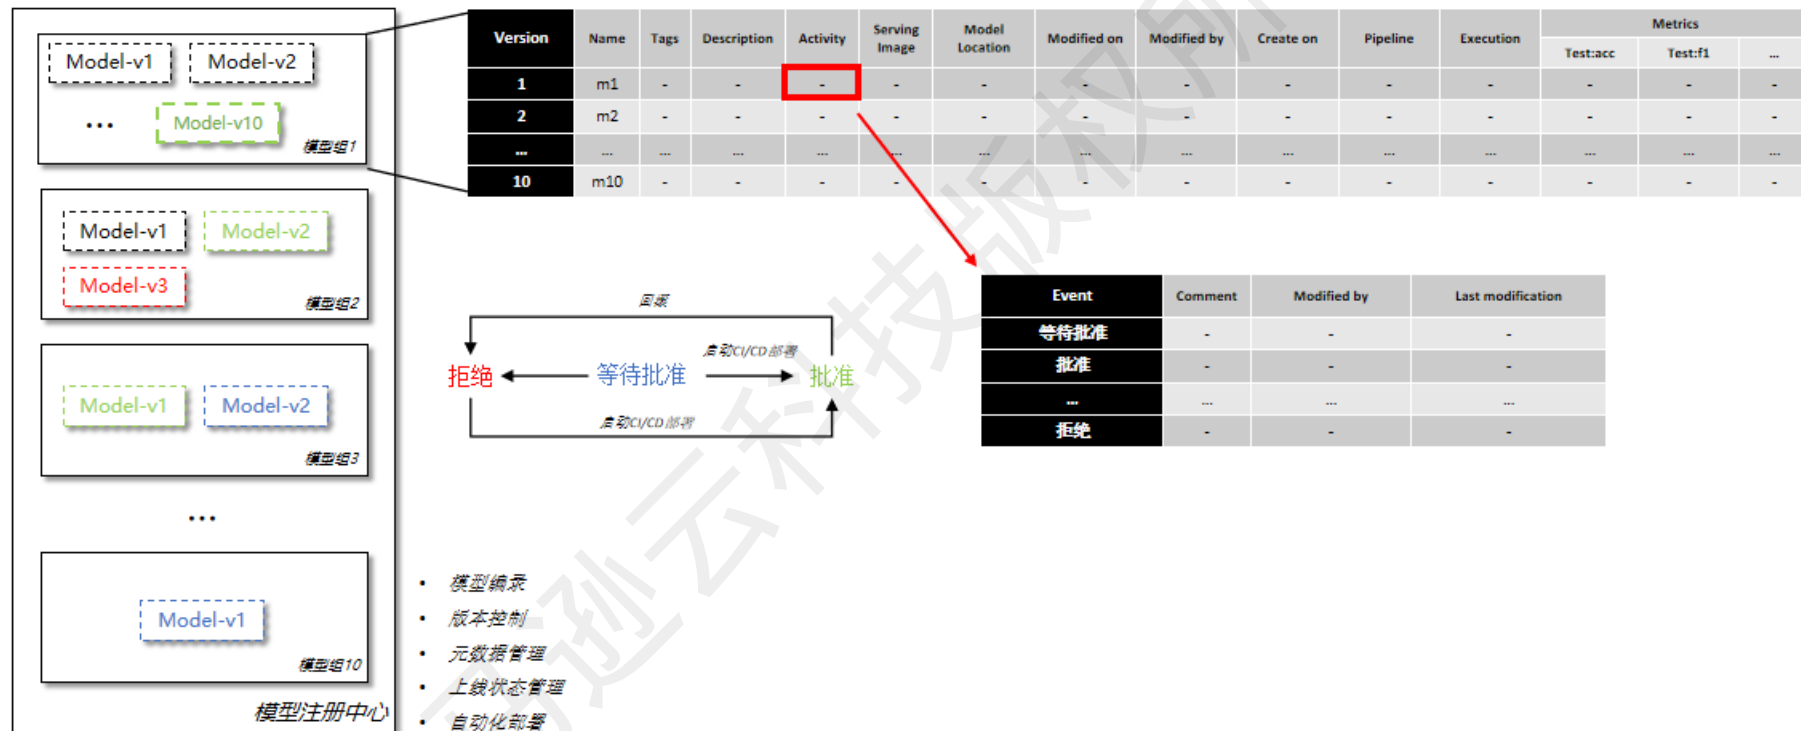 Model-v1 Model-v2
... Model-v10
模型组1
Model-v1 Model-v2
Model-v3
模型组2
Model-v1 Model-v2
模型组3
...
Model-v1
模型组10
模型注册中心
Version Name Tags Description Activity Serving Image Model Location Modified on Modified by Create on Pipeline Execution Metrics
Test:acc Test:f1 ...
1 m1 - - - - - - - - - - - - -
2 m2 - - - - - - - - - - - - -
... ... ... ... ... ... ... ... ... ... ... ... ... ... ...
10 m10 - - - - - - - - - - - - -
回缓
启动CI/CD部署
拒绝 等待批准 批准
启动CI/CD部署
Event Comment Modified by Last modification
等待批准 - - -
批准 - - -
... ... ... ...
拒绝 - - -
• 模型编录
• 版本控制
• 元数据管理
• 上线状态管理
• 自动化部署